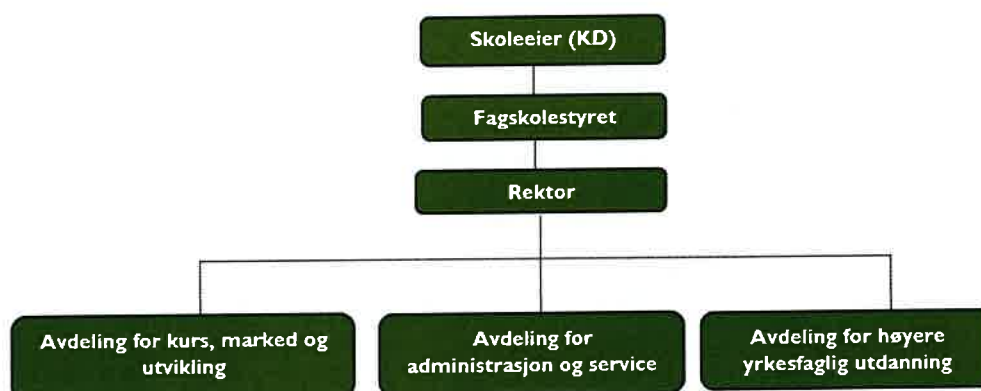 Skoleeier (KD)
Fagskolestyret
Rektor
Avdeling for kurs, marked og
utvikling
Avdeling for
administrasjon og service
Avdeling for høyere
yrkesfaglig utdanning